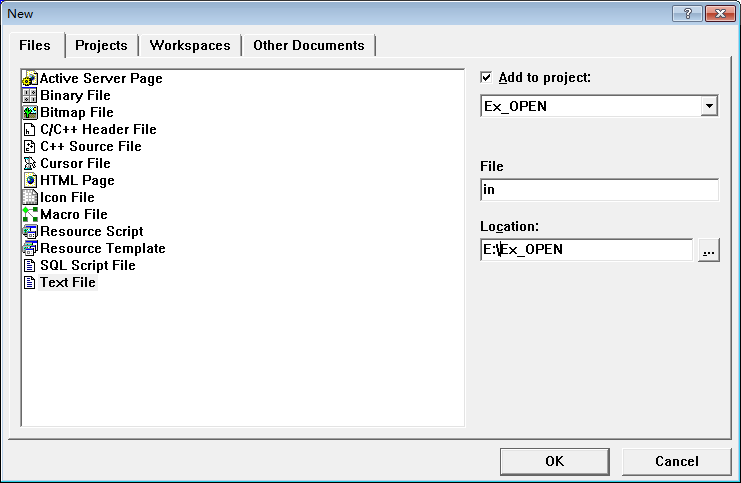 New
Files
Projects
Workspaces
Other Documents
Active Server Page
Binary File
Bitmap File
C/C++ Header File
C++ Source File
Cursor File
HTML Page
Icon File
Macro File
Resource Script
Resource Template
SQL Script File
Text File
Add to project:
Ex_OPEN
File
in
Location:
E:\Ex_OPEN
...
OK
Cancel